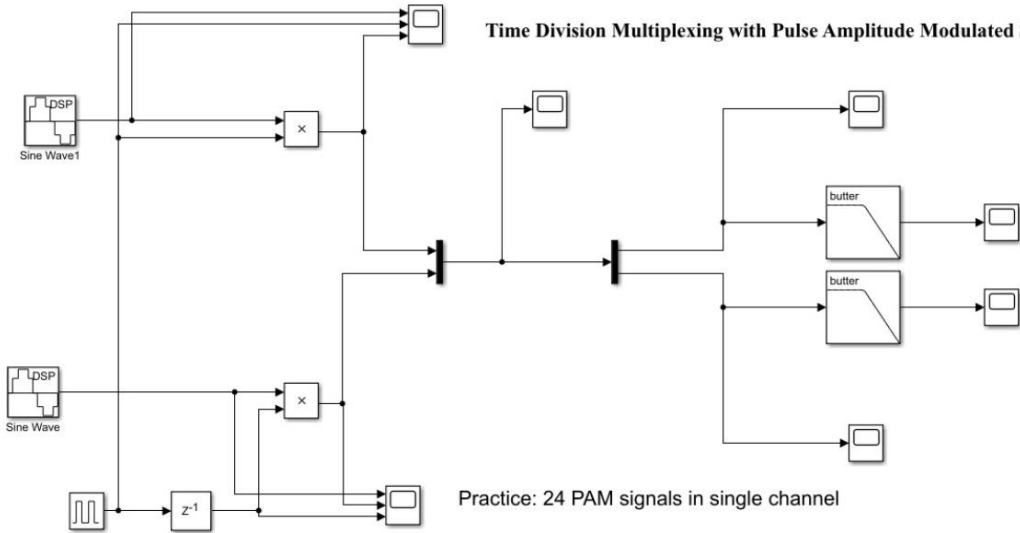 Time Division Multiplexing with Pulse Amplitude Modulated
DSP
Sine Wave1
×
butter
butter
DSP
Sine Wave
×
Z-1
Practice: 24 PAM signals in single channel